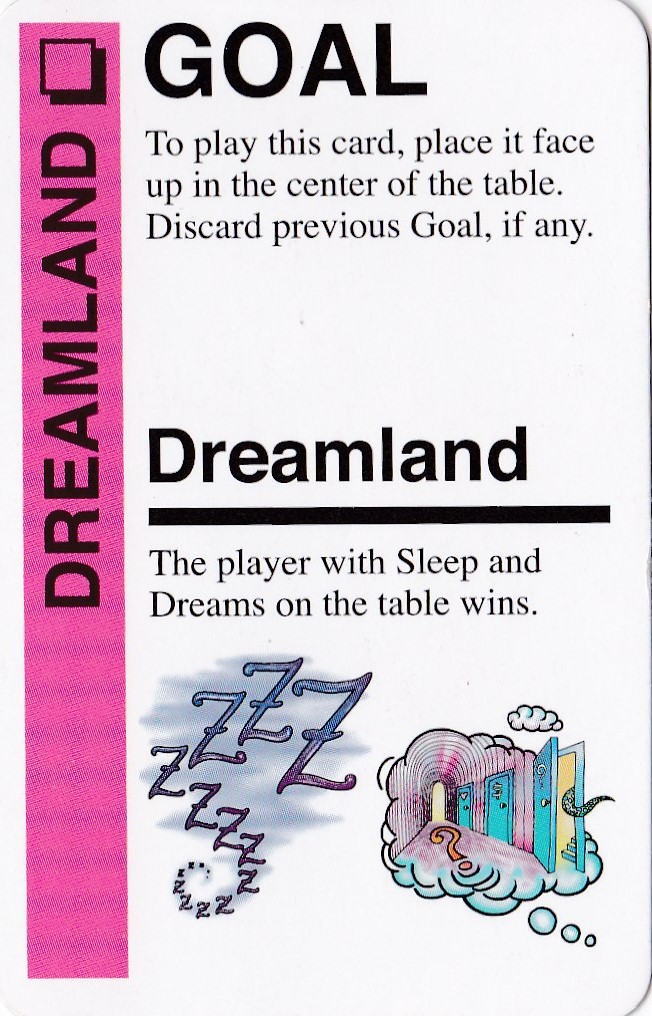 DREAMLAND
GOAL
To play this card, place it face
up in the center of the table.
Discard previous Goal, if any.
Dreamland
The player with Sleep and
Dreams on the table wins.
Z
Z
Z
Z
Z
Z
Z
Z
Z
Z
Z
Z
Z
?